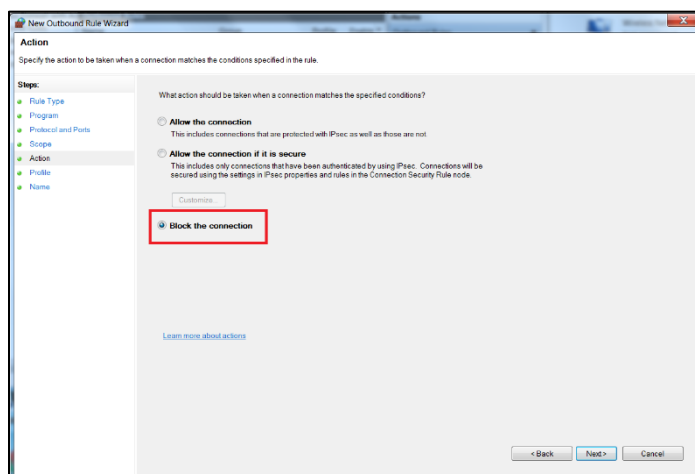 New Outbound Rule Wizard
Action
Specify the action to be taken when a connection matches the conditions specified in the rule.
Steps:
Rule Type
Program
Protocol and Ports
Scope
Action
Profile
Name
What action should be taken when a connection matches the specified conditions?
Allow the connection
This includes connections that are protected with IPsec as well as those are not.
Allow the connection if it is secure
This includes only connections that have been authenticated by using IPsec. Connections will be
secured using the settings in IPsec properties and rules in the Connection Security Rule node.
Customize...
Block the connection
Learn more about actions
< Back
Next >
Cancel